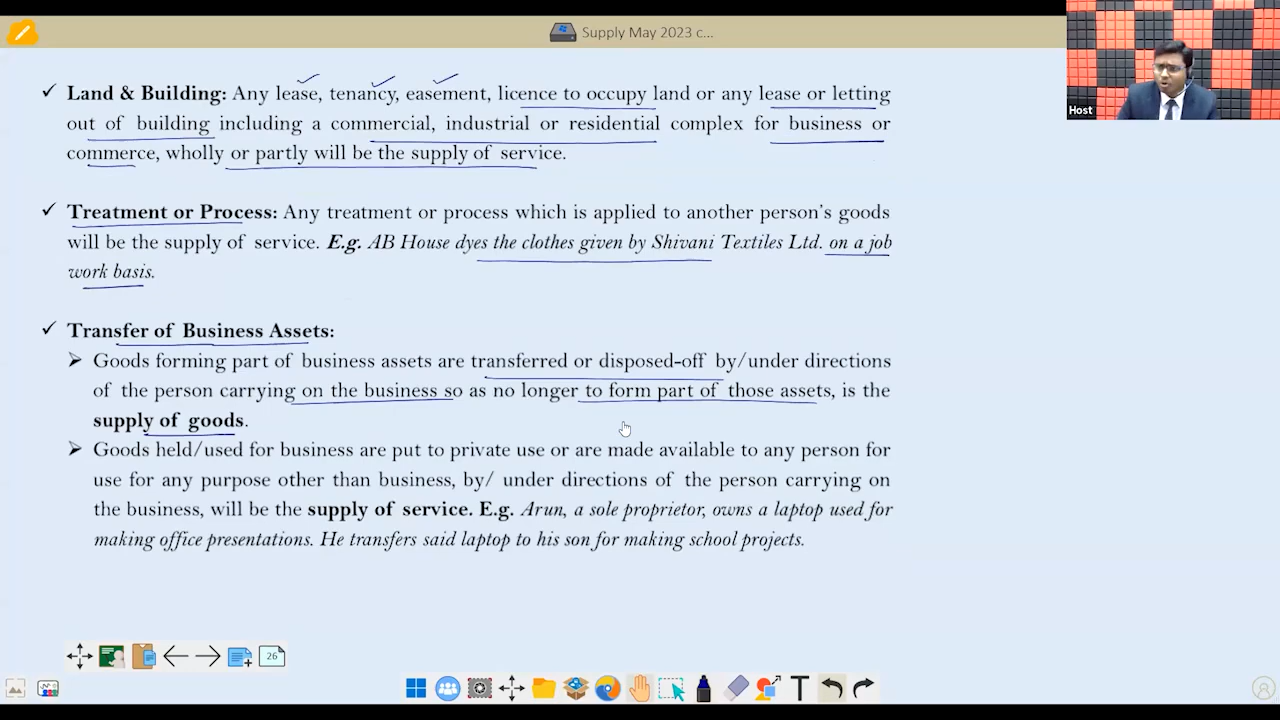 Supply May 2023 c...
Host
✓ Land & Building: Any lease, tenancy, easement, licence to occupy land or any lease or letting
out of building including a commercial, industrial or residential complex for business or
commerce, wholly or partly will be the supply of service.
✓ Treatment or Process: Any treatment or process which is applied to another person's goods
will be the supply of service. E.g. AB House dyes the clothes given by Shivani Textiles Ltd. on a job
work basis.
✓ Transfer of Business Assets:
➢ Goods forming part of business assets are transferred or disposed-off by/under directions
of the person carrying on the business so as no longer to form part of those assets, is the
supply of goods.
➢ Goods held/used for business are put to private use or are made available to any person for
use for any purpose other than business, by/ under directions of the person carrying on
the business, will be the supply of service. E.g. Arun, a sole proprietor, owns a laptop used for
making office presentations. He transfers said laptop to his son for making school projects.
26